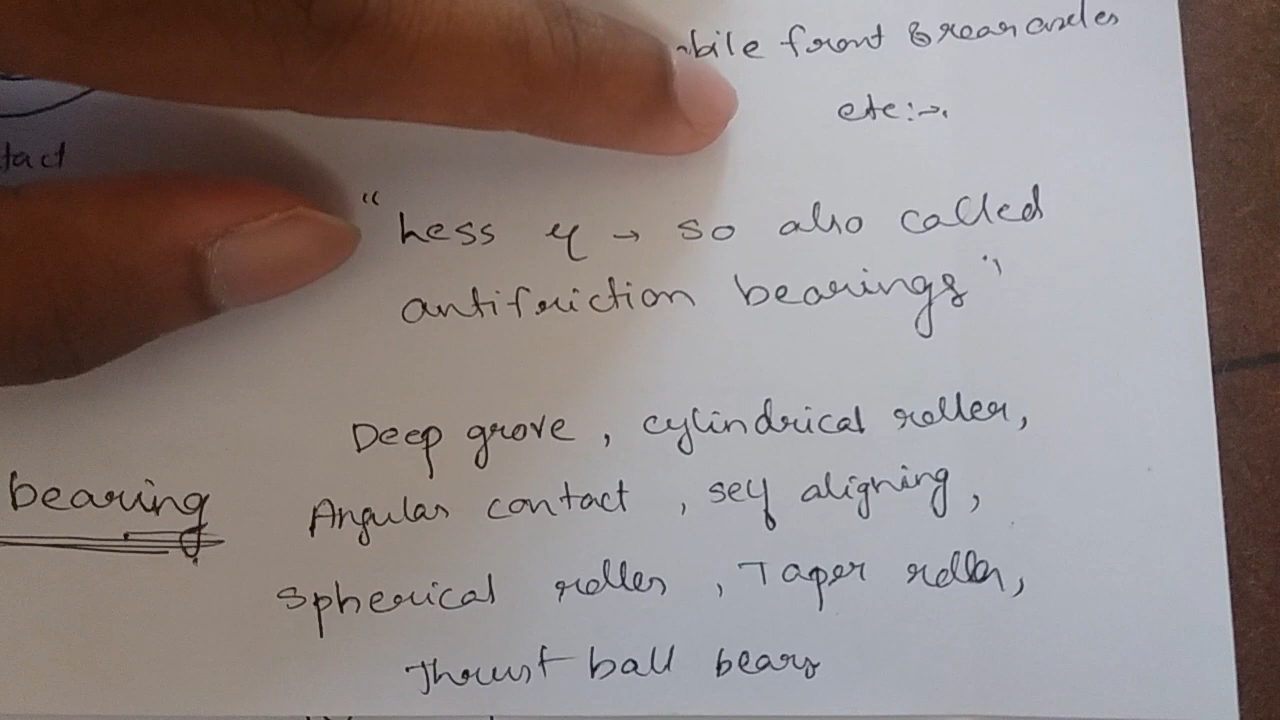 bile front & rear axles
etc:→.
tact
"Less μ → so also called
antifriction bearings"
Deep grove, cylindrical roller,
bearing
Angular contact, self aligning,
Spherical roller, Taper roller,
Thrust ball bears